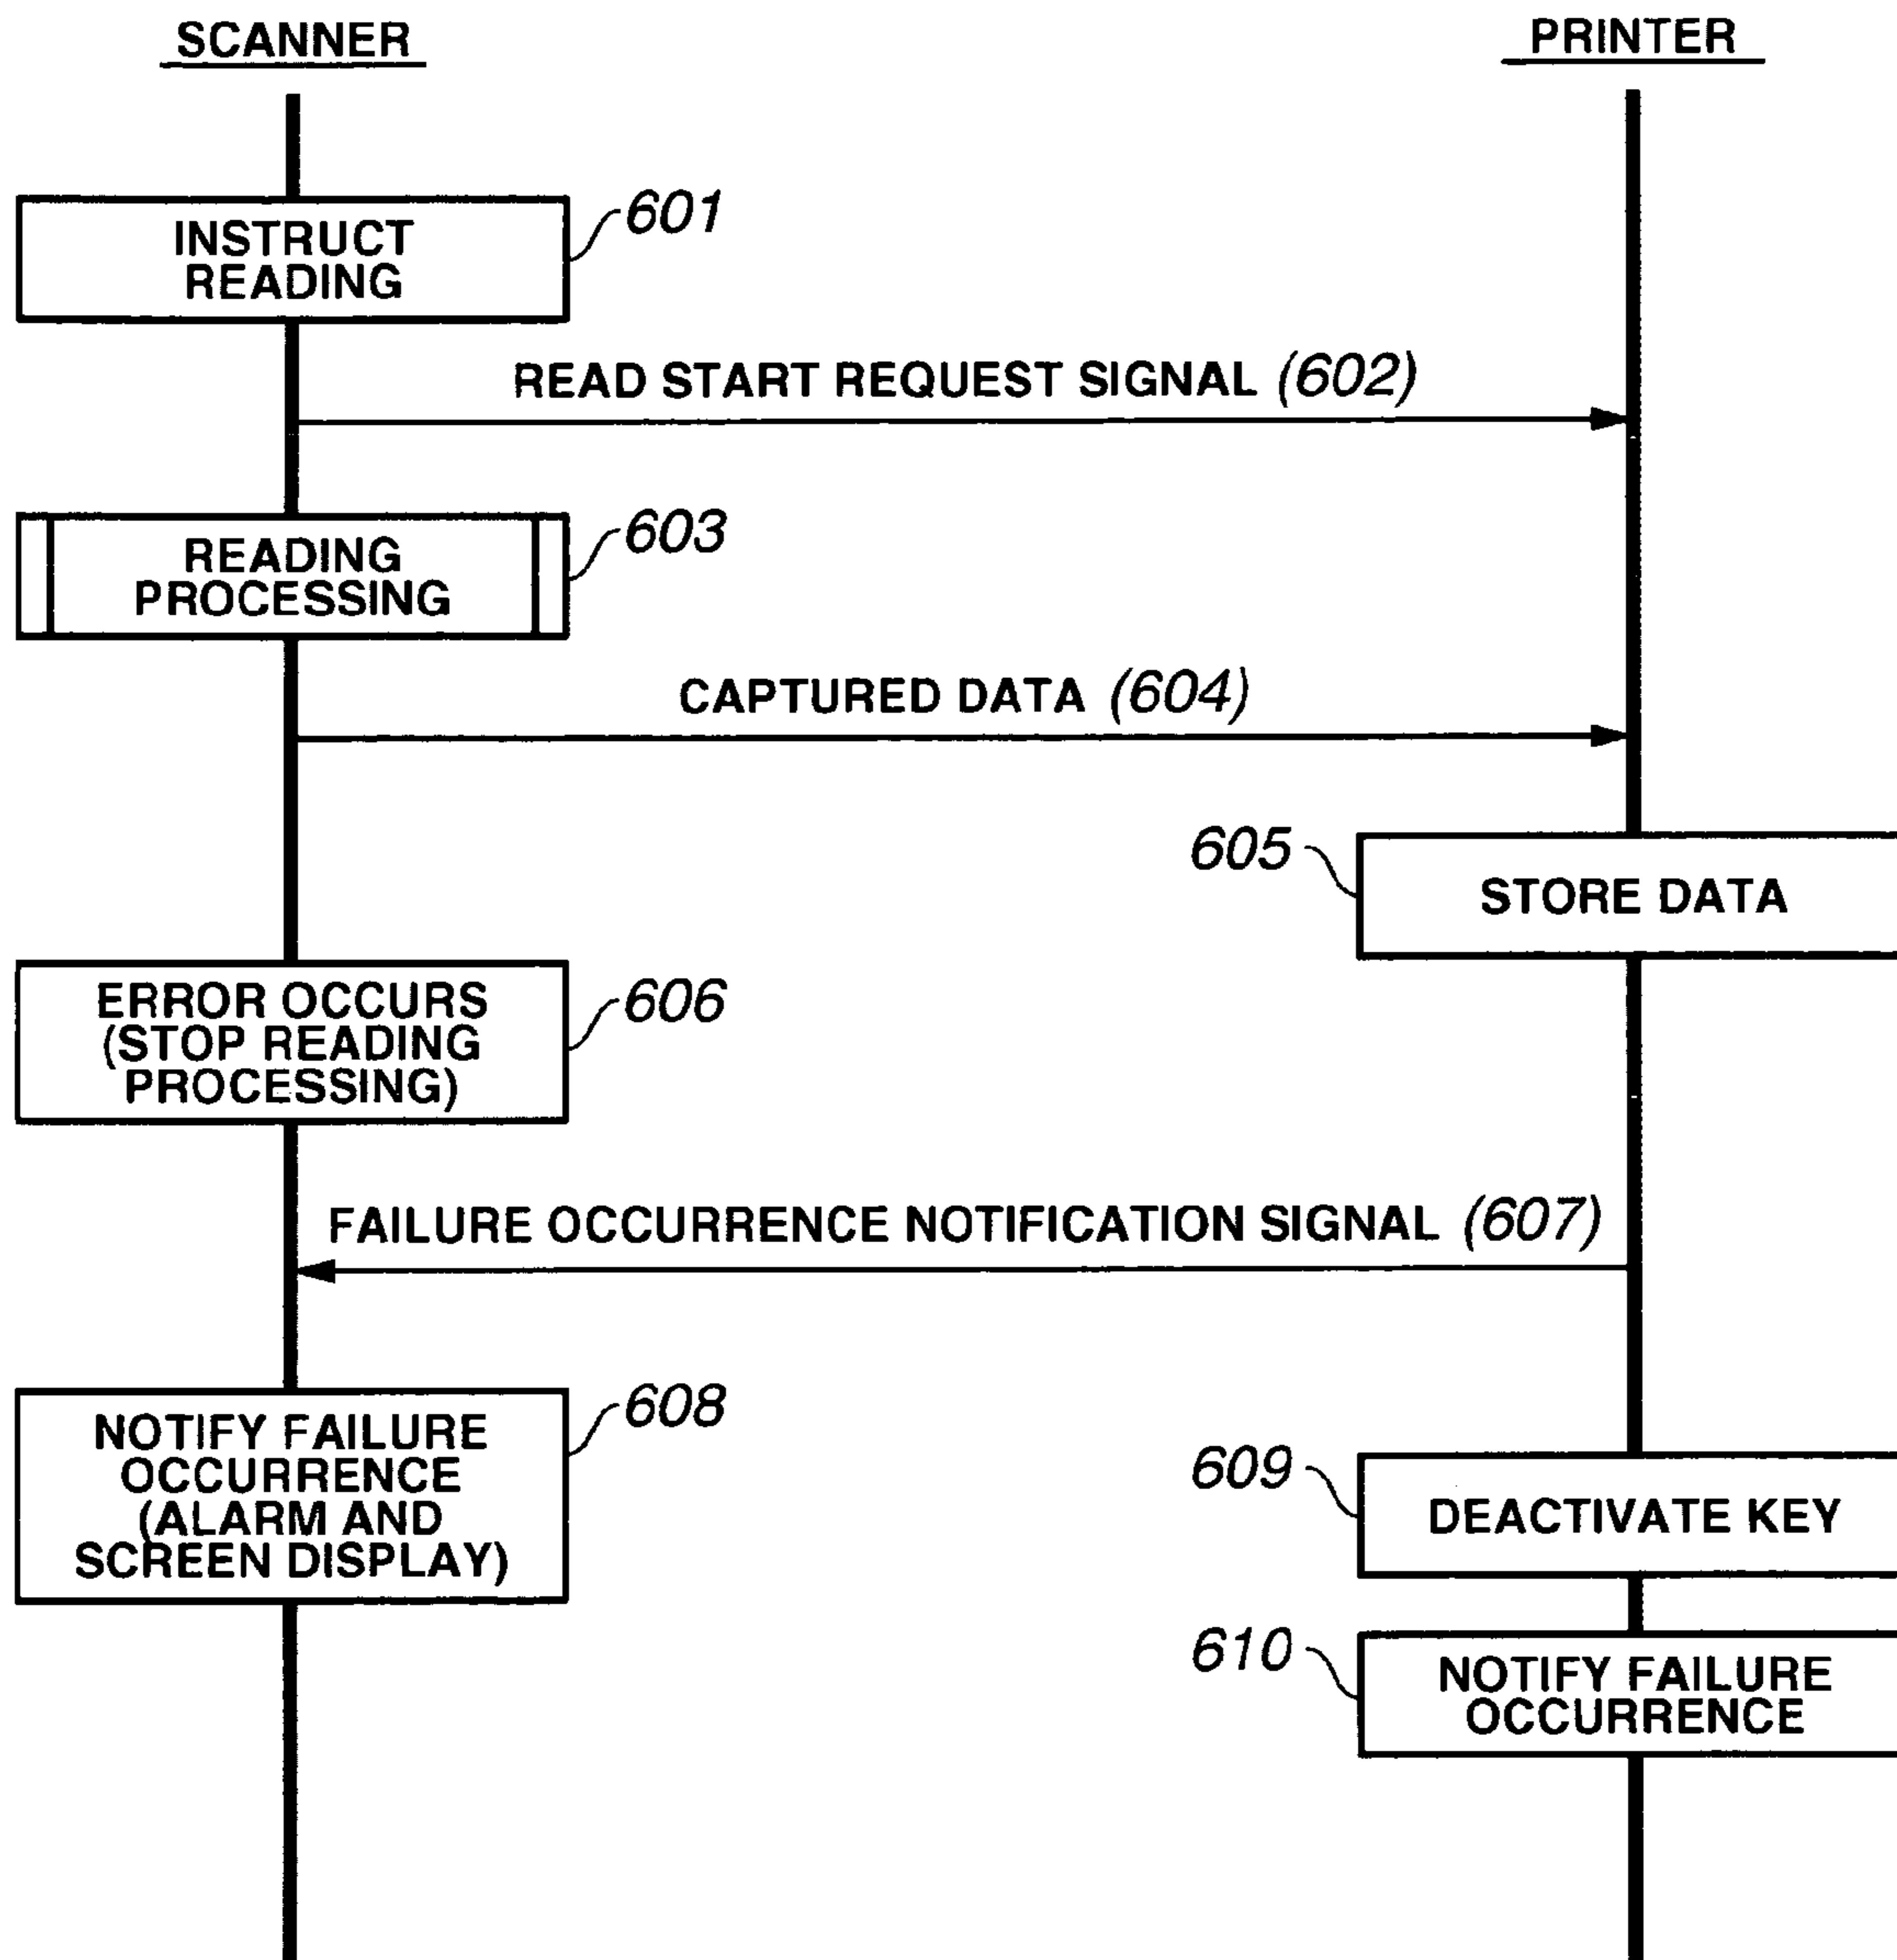 SCANNER
PRINTER
INSTRUCT
READING
601
READ START REQUEST SIGNAL (602)
READING
PROCESSING
603
CAPTURED DATA (604)
605
STORE DATA
ERROR OCCURS
(STOP READING
PROCESSING)
606
FAILURE OCCURRENCE NOTIFICATION SIGNAL (607)
NOTIFY FAILURE
OCCURRENCE
(ALARM AND
SCREEN DISPLAY)
608
609
DEACTIVATE KEY
610
NOTIFY FAILURE
OCCURRENCE